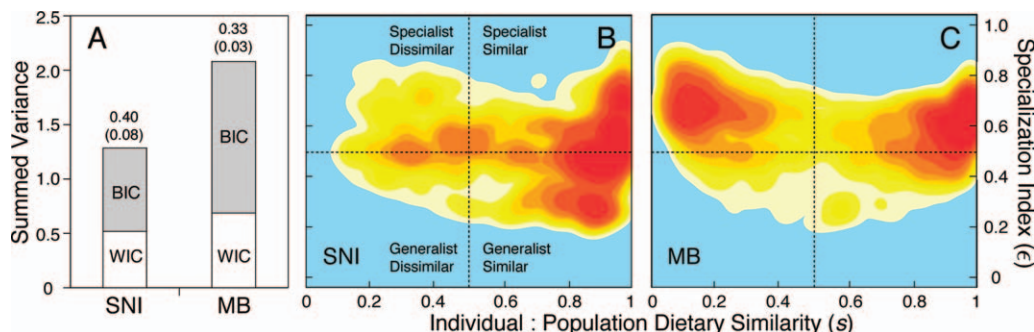 A
B
C
Summed Variance
2.5
2.0
1.5
1.0
0.5
0
0.40
(0.08)
BIC
WIC
SNI
0.33
(0.03)
BIC
WIC
MB
Specialist
Dissimilar
Specialist
Similar
Generalist
Dissimilar
Generalist
Similar
SNI
0 0.2 0.4 0.6 0.8 1
MB
0.2 0.4 0.6 0.8 1
1.0
0.8
0.6
0.4
0.2
0
Specialization Index (ϵ)
Individual : Population Dietary Similarity (s)